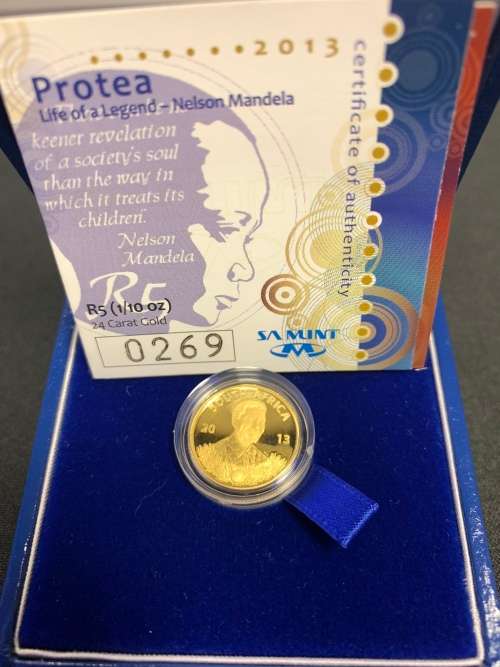 2013
Protea
Life of a Legend – Nelson Mandela
keener revelation
of a society's soul
than the way in
which it treats its
children.
Nelson
Mandela
R5
R5 (1/10 oz)
24 Carat Gold
0269
SA MINT
certificate of authenticity
SOUTH AFRICA
20 13